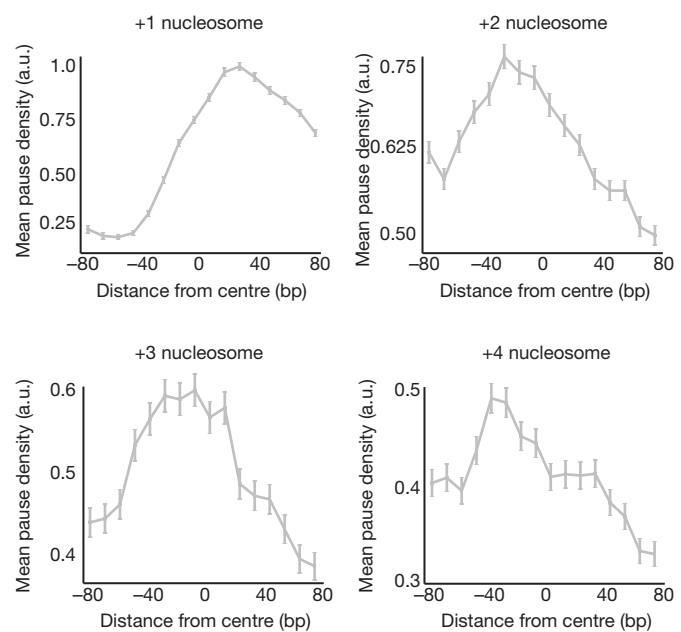 +1 nucleosome
Mean pause density (a.u.)
1.0
0.75
0.50
0.25
−80 −40 0 40 80
Distance from centre (bp)
+2 nucleosome
Mean pause density (a.u.)
0.75
0.625
0.50
−80 −40 0 40 80
Distance from centre (bp)
+3 nucleosome
Mean pause density (a.u.)
0.6
0.5
0.4
−80 −40 0 40 80
Distance from centre (bp)
+4 nucleosome
Mean pause density (a.u.)
0.5
0.4
0.3
−80 −40 0 40 80
Distance from centre (bp)